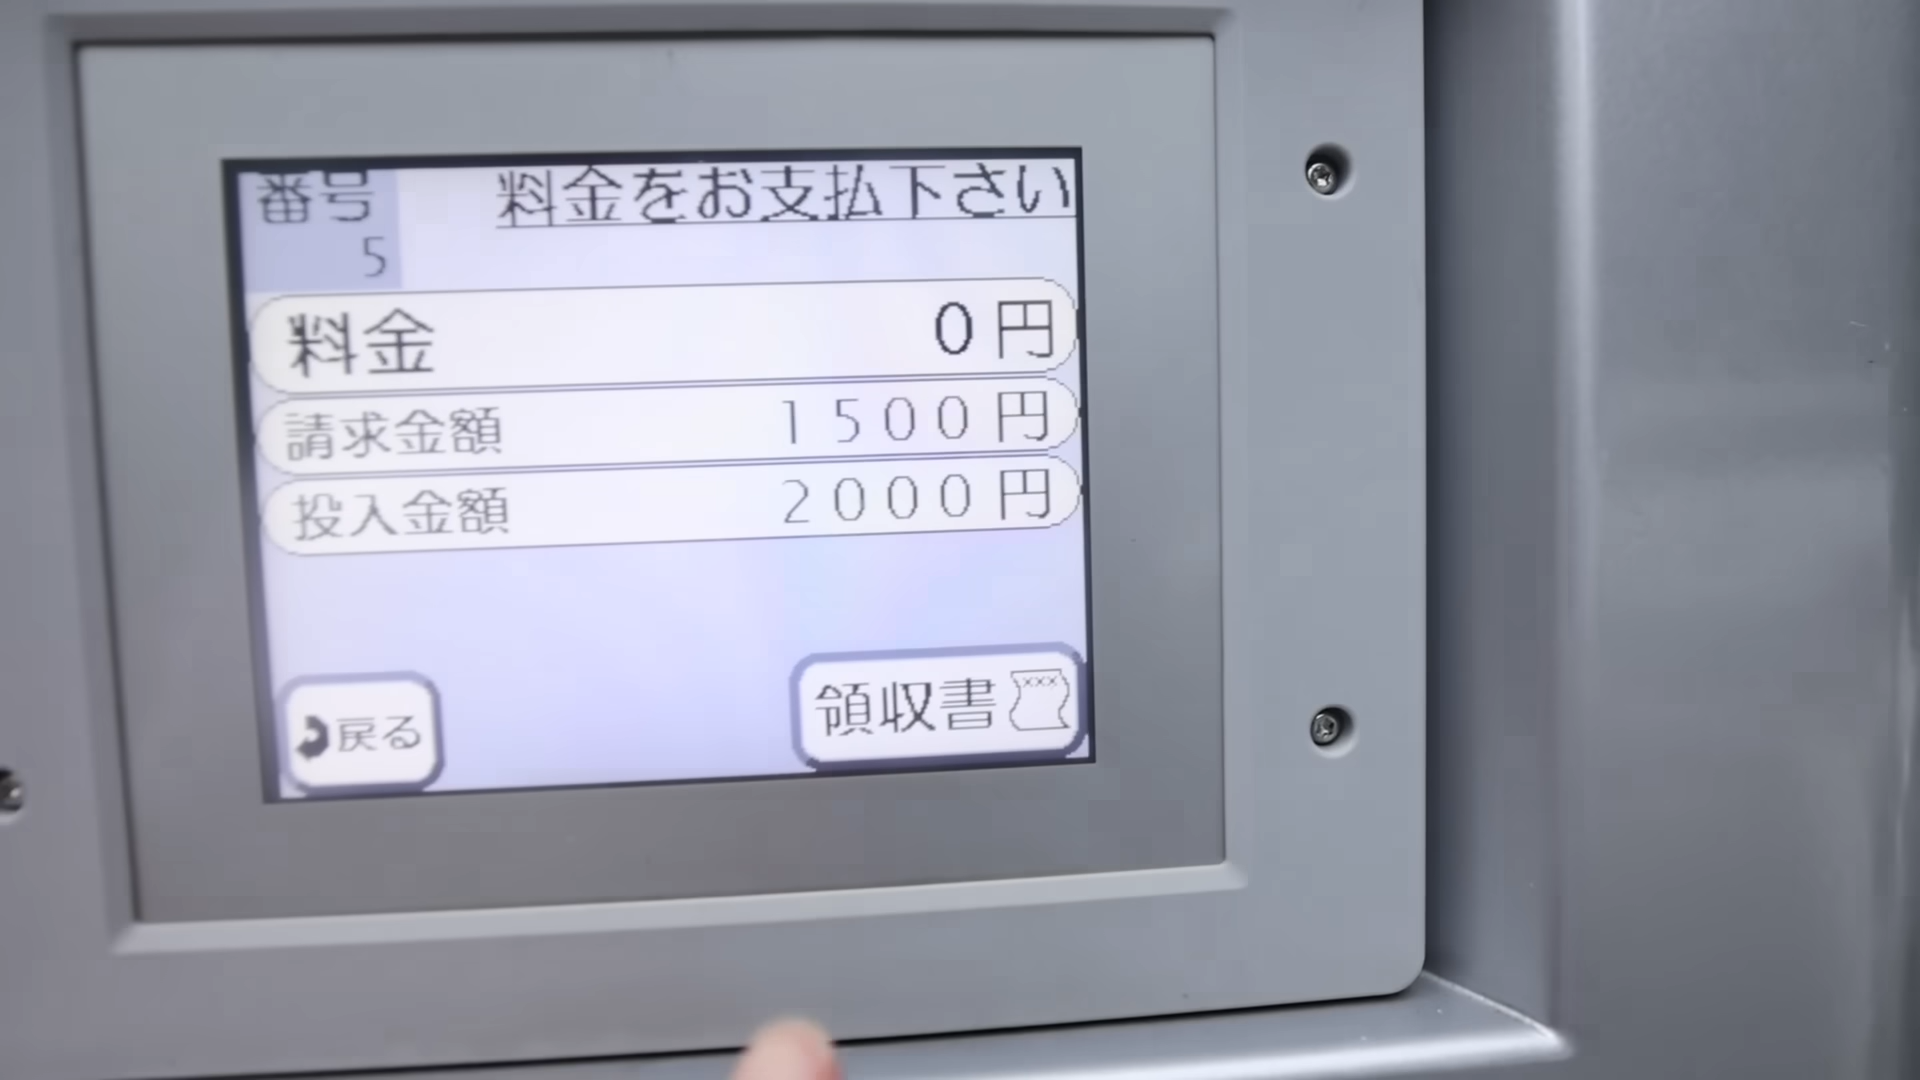 番号
5
料金をお支払下さい
料金 0円
請求金額 1500円
投入金額 2000円
戻る
領収書